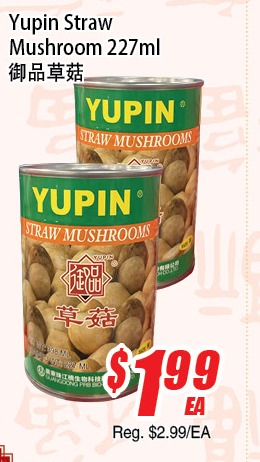 Yupin Straw
Mushroom 227ml
御品草菇
YUPIN®
STRAW MUSHROOMS
YUPIN®
STRAW MUSHROOMS
YUPIN
御品
草菇
$1.99
EA
Reg. $2.99/EA